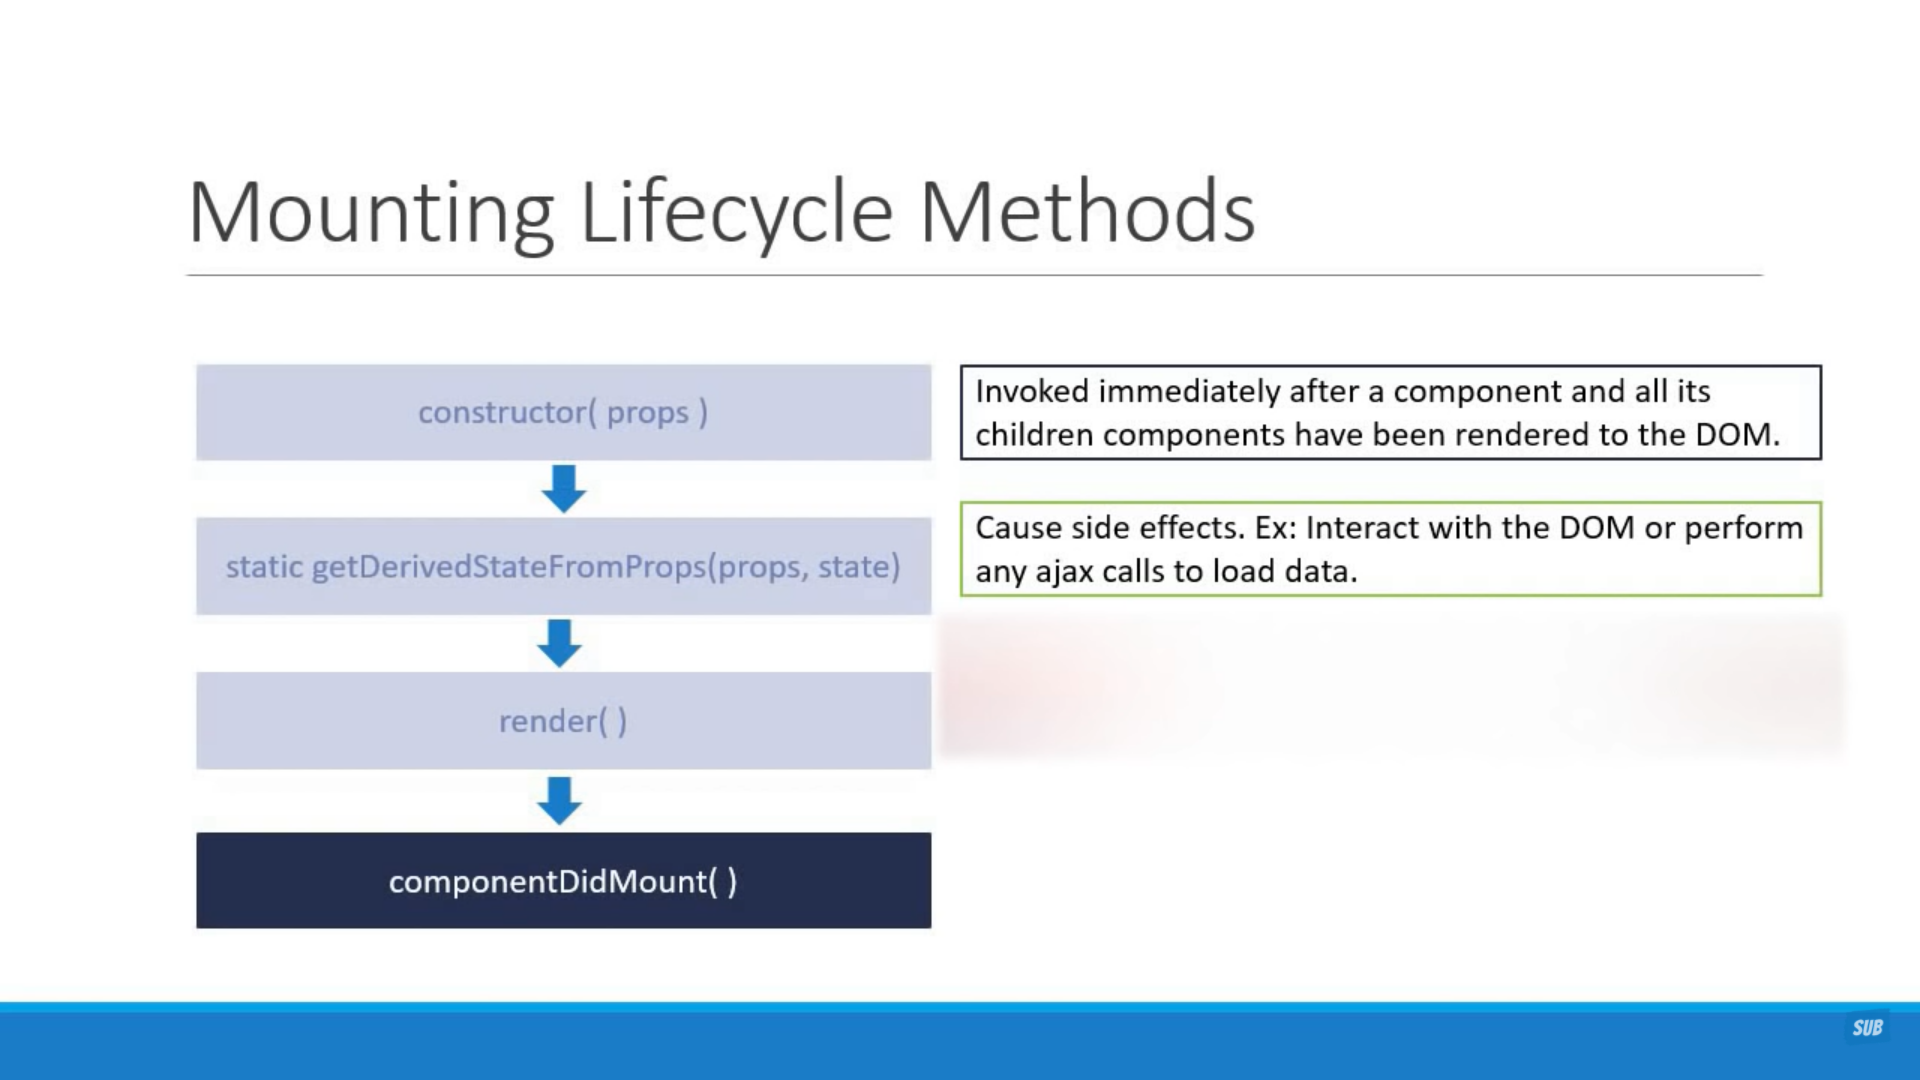 Mounting Lifecycle Methods
constructor( props )
static getDerivedStateFromProps(props, state)
render( )
componentDidMount( )
Invoked immediately after a component and all its
children components have been rendered to the DOM.
Cause side effects. Ex: Interact with the DOM or perform
any ajax calls to load data.
SUB